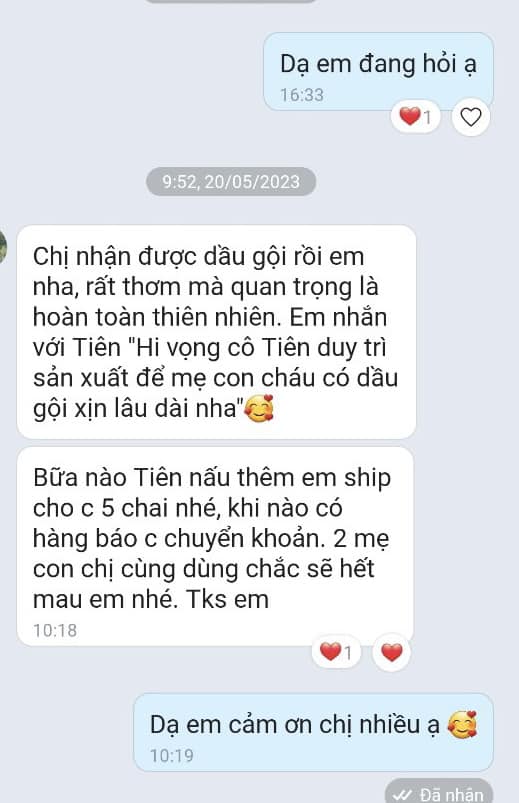 Dạ em đang hỏi ạ
16:33
1
9:52, 20/05/2023
Chị nhận được dầu gội rồi em
nha, rất thơm mà quan trọng là
hoàn toàn thiên nhiên. Em nhắn
với Tiên "Hi vọng cô Tiên duy trì
sản xuất để mẹ con cháu có dầu
gội xịn lâu dài nha"🥰
Bữa nào Tiên nấu thêm em ship
cho c 5 chai nhé, khi nào có
hàng báo c chuyển khoản. 2 mẹ
con chị cùng dùng chắc sẽ hết
mau em nhé. Tks em
10:18
1
Dạ em cảm ơn chị nhiều ạ 🥰
10:19
Đã nhận